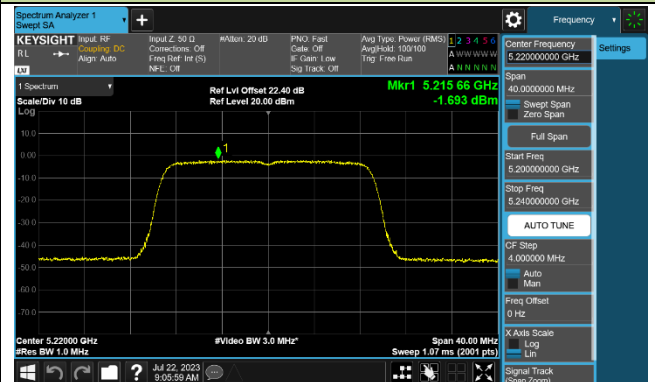 Spectrum Analyzer 1
Swept SA
+
Frequency
KEYSIGHT
RL
Input: RF
Coupling: DC
Align: Auto
Input Z: 50 Ω
Corrections: Off
Freq Ref: Int (S)
NFE: Off
#Atten: 20 dB
PNO: Fast
Gate: Off
IF Gain: Low
Sig Track: Off
Avg Type: Power (RMS)
Avg|Hold: 100/100
Trig: Free Run
1 2 3 4 5 6
A W W W W W
A N N N N N
1 Spectrum
Scale/Div 10 dB
Log
Ref Lvl Offset 22.40 dB
Ref Level 20.00 dBm
Mkr1 5.215 66 GHz
-1.693 dBm
10.0
0.00
-10.0
-20.0
-30.0
-40.0
-50.0
-60.0
-70.0
1
Center 5.22000 GHz
#Res BW 1.0 MHz
#Video BW 3.0 MHz*
Span 40.00 MHz
Sweep 1.07 ms (2001 pts)
Center Frequency
5.220000000 GHz
Settings
Span
40.0000000 MHz
Swept Span
Zero Span
Full Span
Start Freq
5.200000000 GHz
Stop Freq
5.240000000 GHz
AUTO TUNE
CF Step
4.000000 MHz
Auto
Man
Freq Offset
0 Hz
X Axis Scale
Log
Lin
Signal Track
(Span Zoom)
?
Jul 22, 2023
9:05:59 AM